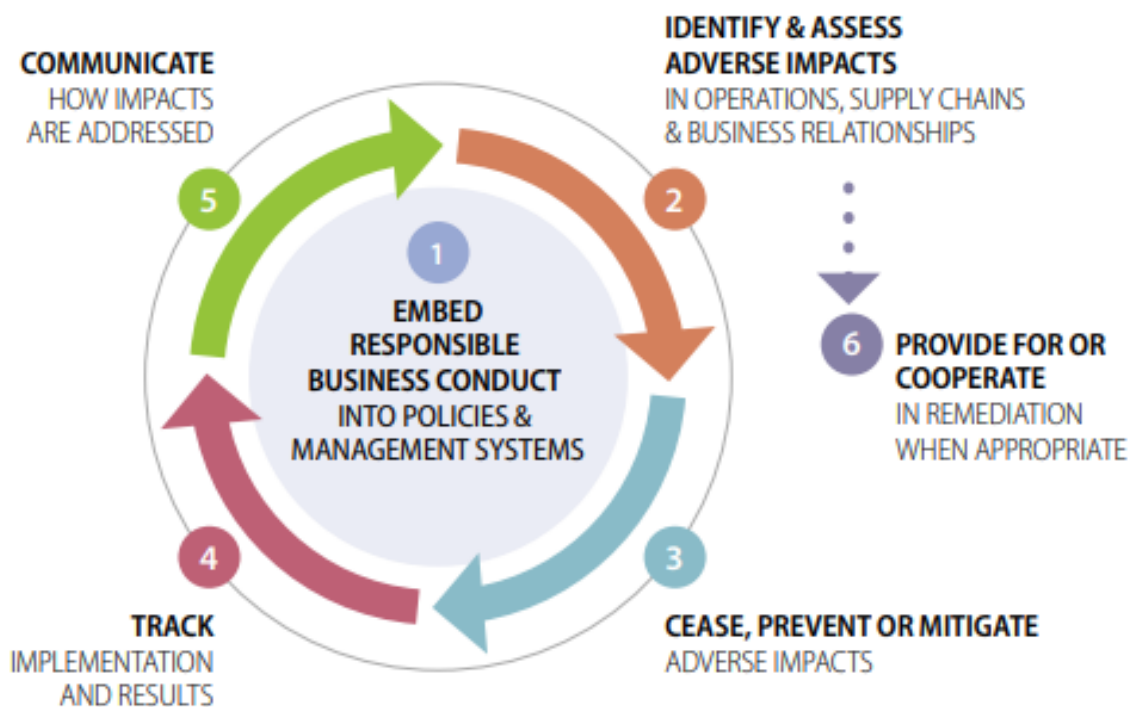 COMMUNICATE
HOW IMPACTS
ARE ADDRESSED
5
IDENTIFY & ASSESS
ADVERSE IMPACTS
IN OPERATIONS, SUPPLY CHAINS
& BUSINESS RELATIONSHIPS
2
1
EMBED
RESPONSIBLE
BUSINESS CONDUCT
INTO POLICIES &
MANAGEMENT SYSTEMS
6
PROVIDE FOR OR
COOPERATE
IN REMEDIATION
WHEN APPROPRIATE
4
TRACK
IMPLEMENTATION
AND RESULTS
3
CEASE, PREVENT OR MITIGATE
ADVERSE IMPACTS